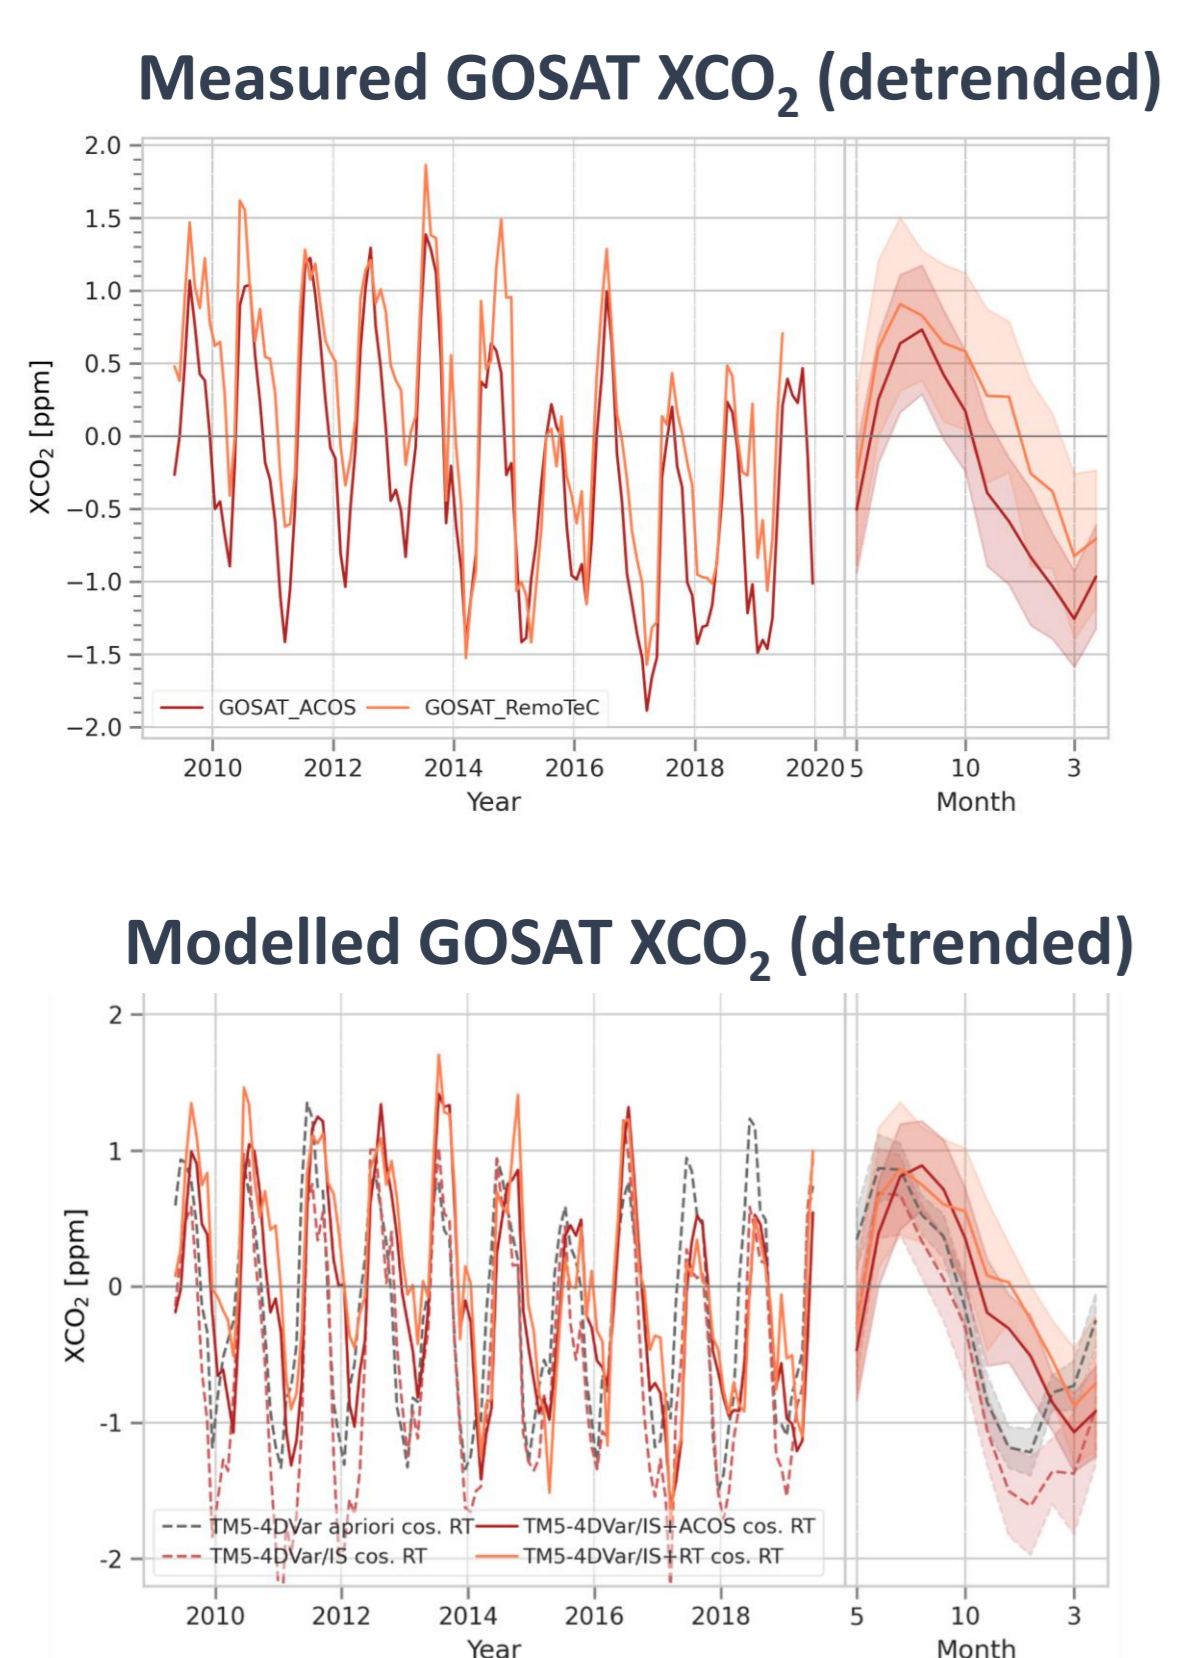 Measured GOSAT XCO₂ (detrended)
2.0
1.5
1.0
0.5
0.0
−0.5
−1.0
−1.5
−2.0
XCO₂ [ppm]
GOSAT_ACOS GOSAT_RemoTeC
2010 2012 2014 2016 2018 2020 5 10 3
Year Month
Modelled GOSAT XCO₂ (detrended)
2
1
0
-1
-2
XCO₂ [ppm]
TM5-4DVar apriori cos. RT TM5-4DVar/IS+ACOS cos. RT
TM5-4DVar/IS cos. RT TM5-4DVar/IS+RT cos. RT
2010 2012 2014 2016 2018 5 10 3
Year Month